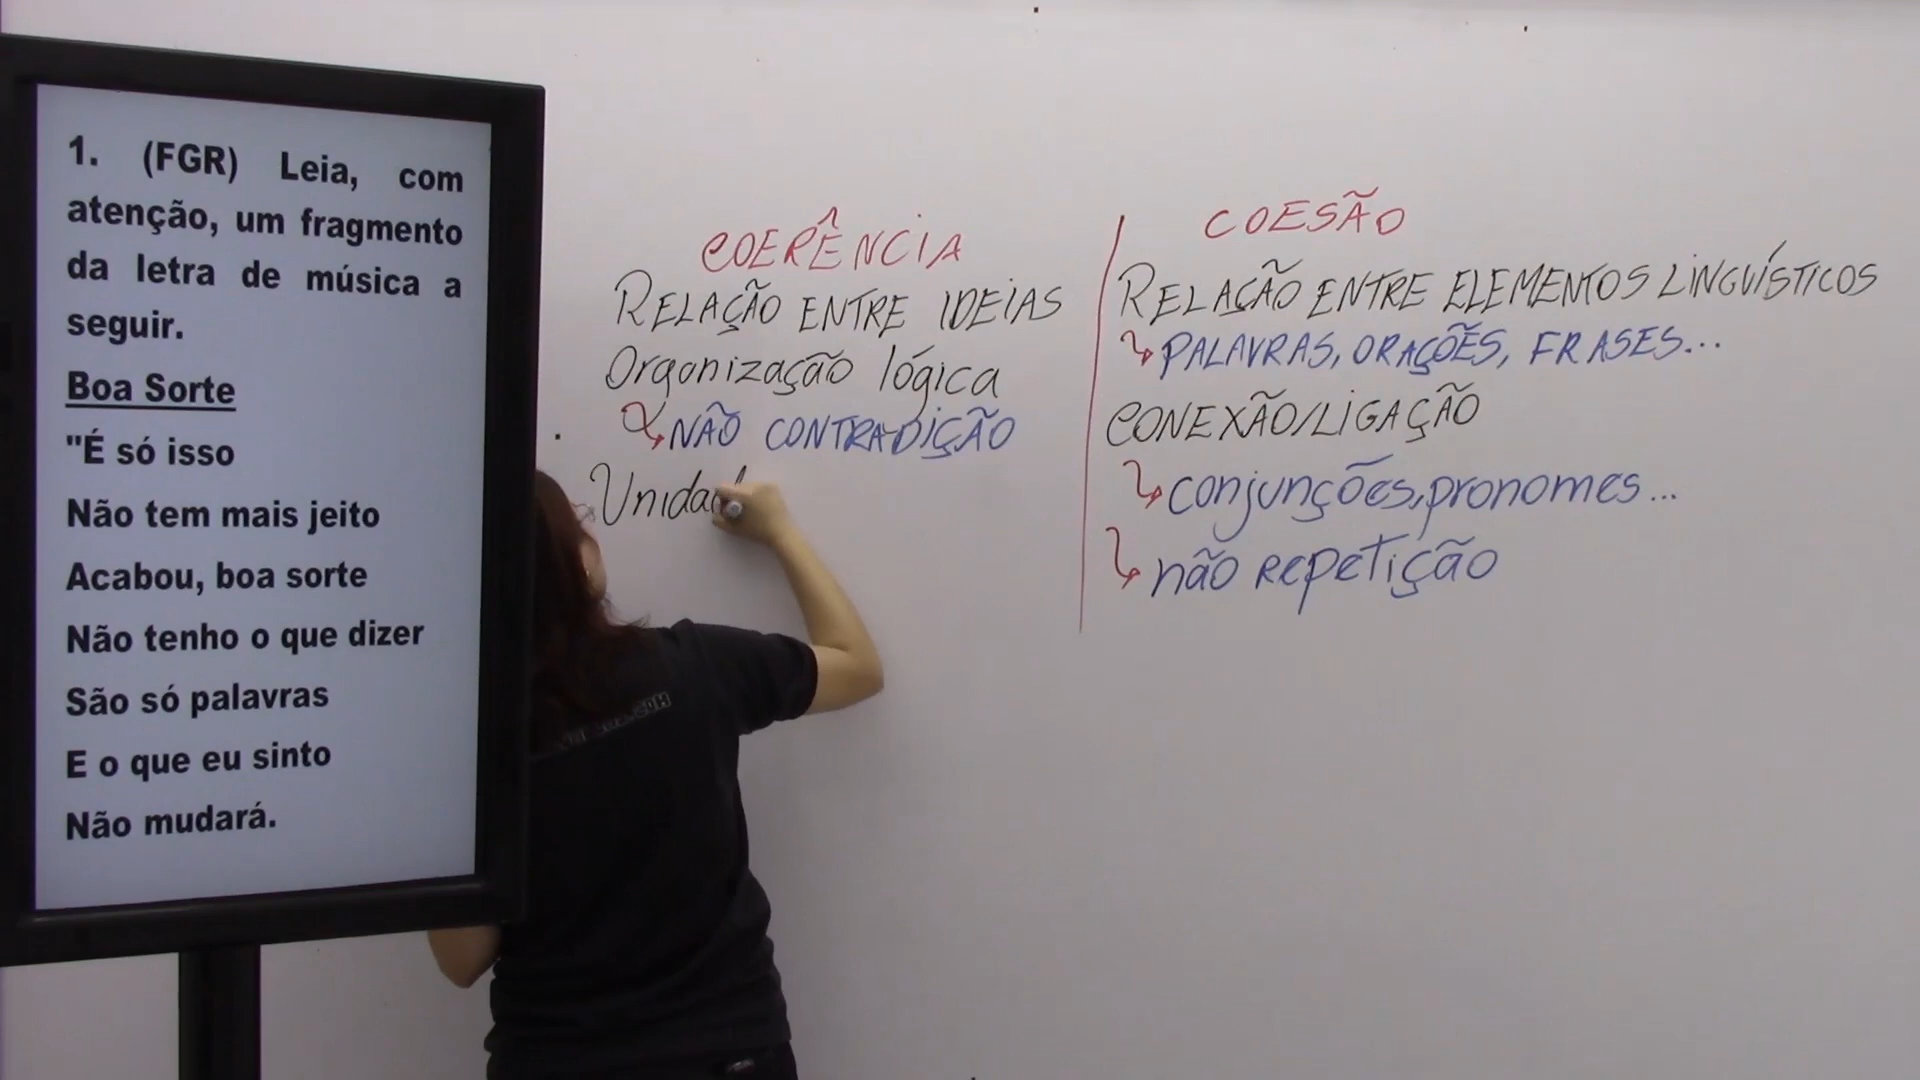 1. (FGR) Leia, com
atenção, um fragmento
da letra de música a
seguir.
Boa Sorte
"É só isso
Não tem mais jeito
Acabou, boa sorte
Não tenho o que dizer
São só palavras
E o que eu sinto
Não mudará.
COERÊNCIA
RELAÇÃO ENTRE IDEIAS
Organização lógica
NÃO CONTRADIÇÃO
Unidad
COESÃO
RELAÇÃO ENTRE ELEMENTOS LINGUÍSTICOS
PALAVRAS, ORAÇÕES, FRASES...
CONEXÃO/LIGAÇÃO
conjunções, pronomes...
não repetição